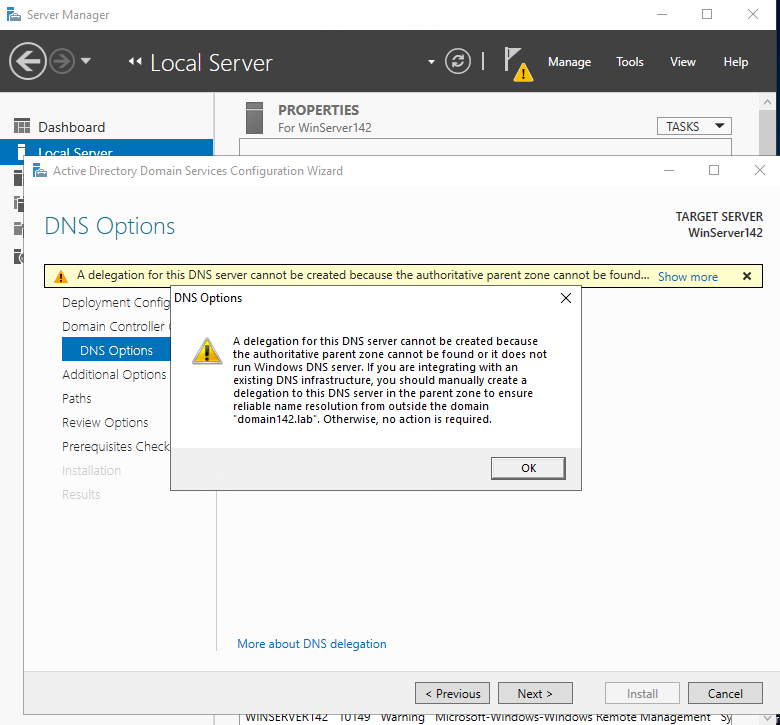 Server Manager
Local Server
Manage Tools View Help
Dashboard
Local Server
PROPERTIES
For WinServer142
TASKS
Active Directory Domain Services Configuration Wizard
DNS Options
TARGET SERVER
WinServer142
A delegation for this DNS server cannot be created because the authoritative parent zone cannot be found... Show more
Deployment Config
Domain Controller
DNS Options
Additional Options
Paths
Review Options
Prerequisites Check
Installation
Results
DNS Options
A delegation for this DNS server cannot be created because
the authoritative parent zone cannot be found or it does not
run Windows DNS server. If you are integrating with an
existing DNS infrastructure, you should manually create a
delegation to this DNS server in the parent zone to ensure
reliable name resolution from outside the domain
"domain142.lab". Otherwise, no action is required.
OK
More about DNS delegation
< Previous Next > Install Cancel
WINSERVER142 10149 Warning Microsoft-Windows-Windows Remote Management Sy